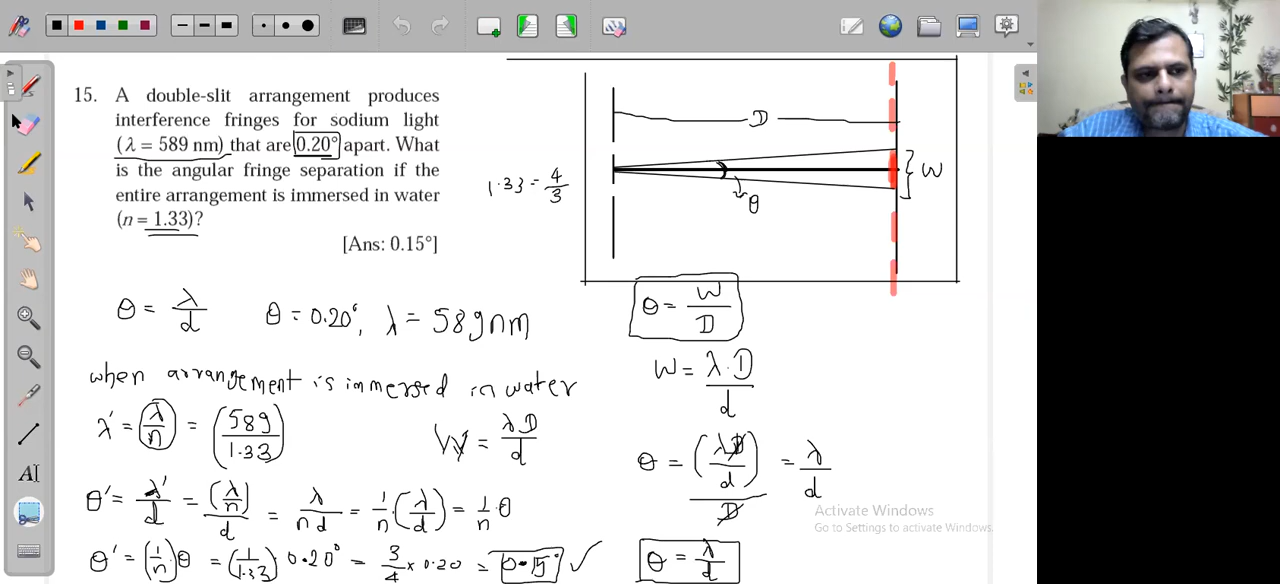 15. A double-slit arrangement produces
interference fringes for sodium light
(λ = 589 nm) that are 0.20° apart. What
is the angular fringe separation if the
entire arrangement is immersed in water
(n = 1.33)?
[Ans: 0.15°]
1.33 = 4/3
D
θ
W
θ = λ/d θ = 0.20°, λ = 589nm
θ = W/D
when arrangement is immersed in water
W = λ·D/d
λ' = (λ/n) = (589/1.33)
W = λD/d
θ = (λD/d)/D = λ/d
θ' = λ'/d = (λ/n)/d = λ/nd = 1/n·(λ/d) = 1/n θ
θ' = (1/n)θ = (1/1.33) 0.20° = 3/4 × 0.20 = 0.15° ✓
θ = λ/d
Activate Windows
Go to Settings to activate Windows.
A